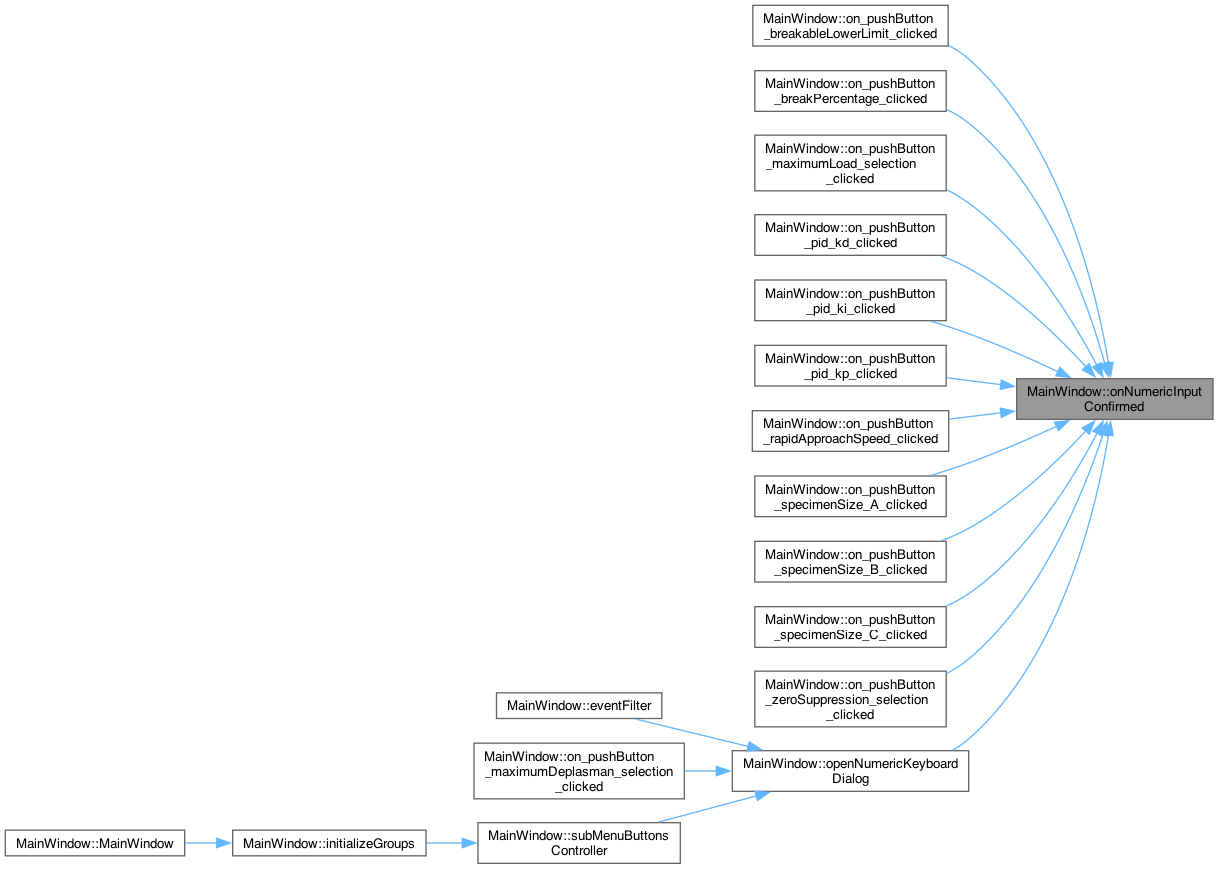 MainWindow::on_pushButton
_breakableLowerLimit_clicked
MainWindow::on_pushButton
_breakPercentage_clicked
MainWindow::on_pushButton
_maximumLoad_selection
_clicked
MainWindow::on_pushButton
_pid_kd_clicked
MainWindow::on_pushButton
_pid_ki_clicked
MainWindow::on_pushButton
_pid_kp_clicked
MainWindow::onNumericInput
Confirmed
MainWindow::on_pushButton
_rapidApproachSpeed_clicked
MainWindow::on_pushButton
_specimenSize_A_clicked
MainWindow::on_pushButton
_specimenSize_B_clicked
MainWindow::on_pushButton
_specimenSize_C_clicked
MainWindow::on_pushButton
_zeroSuppression_selection
_clicked
MainWindow::eventFilter
MainWindow::on_pushButton
_maximumDeplasman_selection
_clicked
MainWindow::openNumericKeyboard
Dialog
MainWindow::MainWindow
MainWindow::initializeGroups
MainWindow::subMenuButtons
Controller